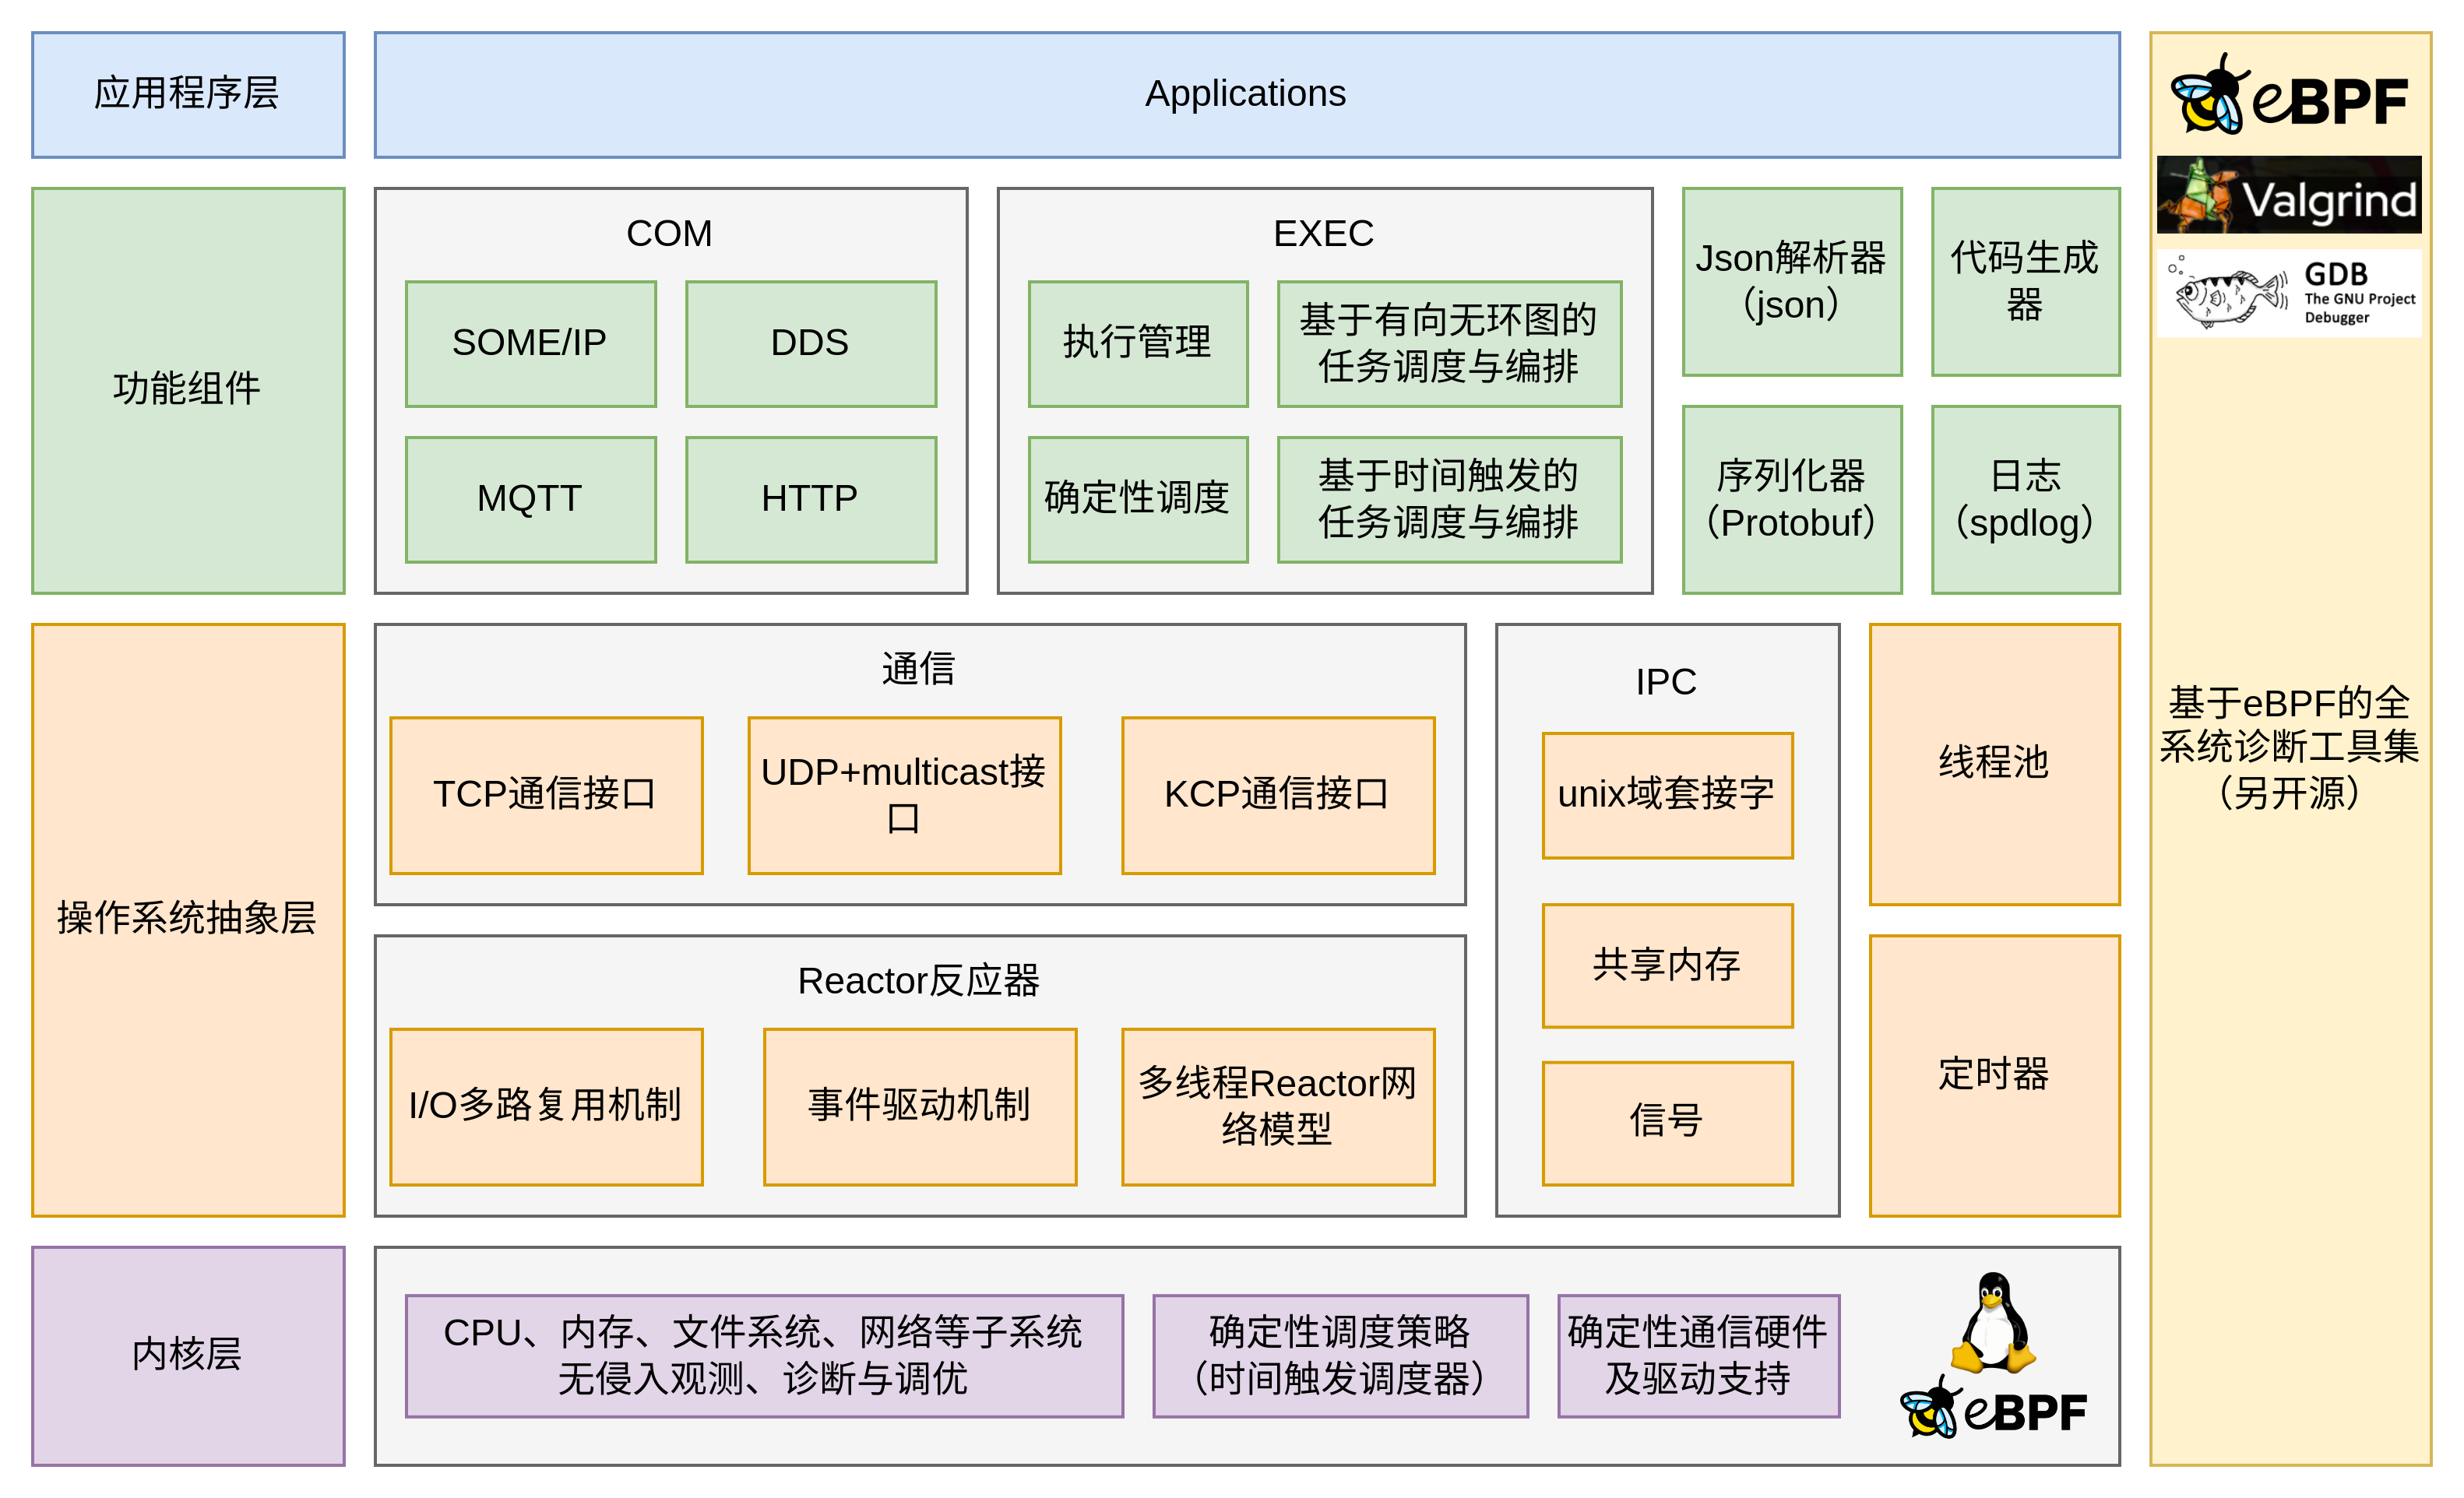 应用程序层
Applications
eBPF
Valgrind
GDB
The GNU Project
Debugger
基于eBPF的全
系统诊断工具集
（另开源）
功能组件
COM
SOME/IP
DDS
MQTT
HTTP
EXEC
执行管理
基于有向无环图的
任务调度与编排
确定性调度
基于时间触发的
任务调度与编排
Json解析器
（json）
代码生成
器
序列化器
（Protobuf）
日志
（spdlog）
操作系统抽象层
通信
TCP通信接口
UDP+multicast接
口
KCP通信接口
Reactor反应器
I/O多路复用机制
事件驱动机制
多线程Reactor网
络模型
IPC
unix域套接字
共享内存
信号
线程池
定时器
内核层
CPU、内存、文件系统、网络等子系统
无侵入观测、诊断与调优
确定性调度策略
（时间触发调度器）
确定性通信硬件
及驱动支持
eBPF